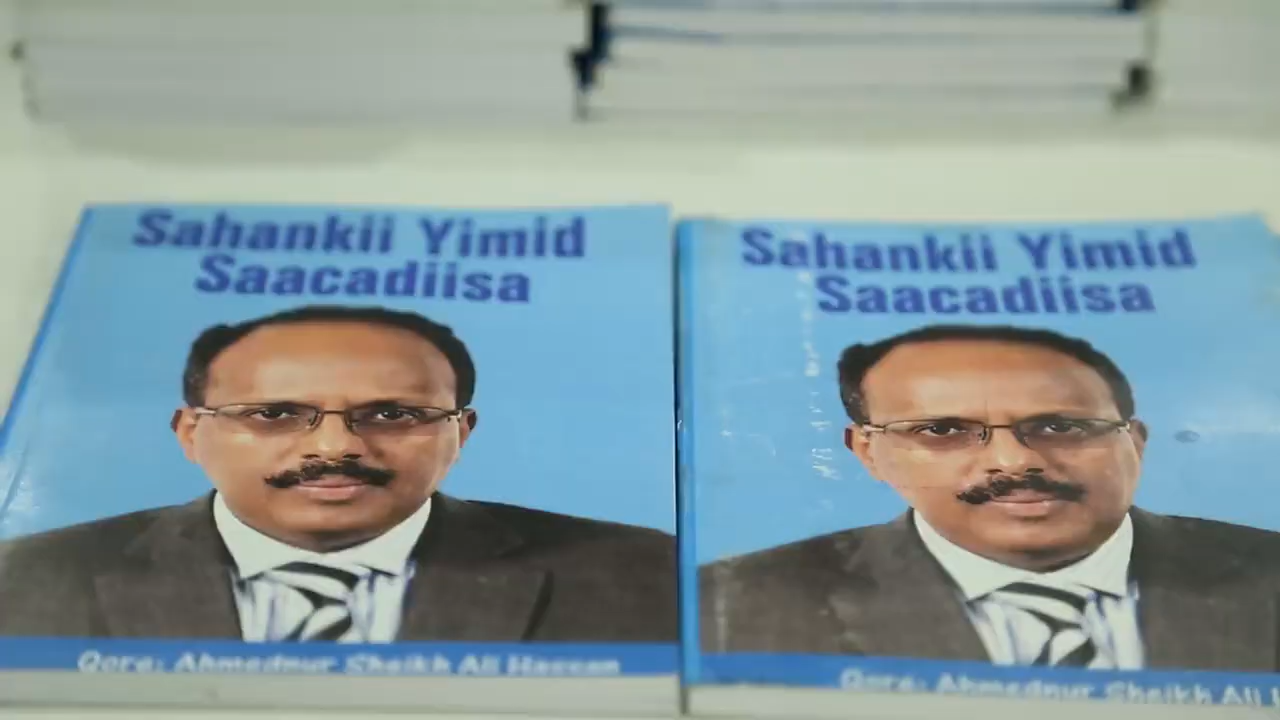 Sahankii Yimid
Saacadiisa
Qore: Ahmednur Sheikh Ali Hassan
Sahankii Yimid
Saacadiisa
Qore: Ahmednur Sheikh Ali